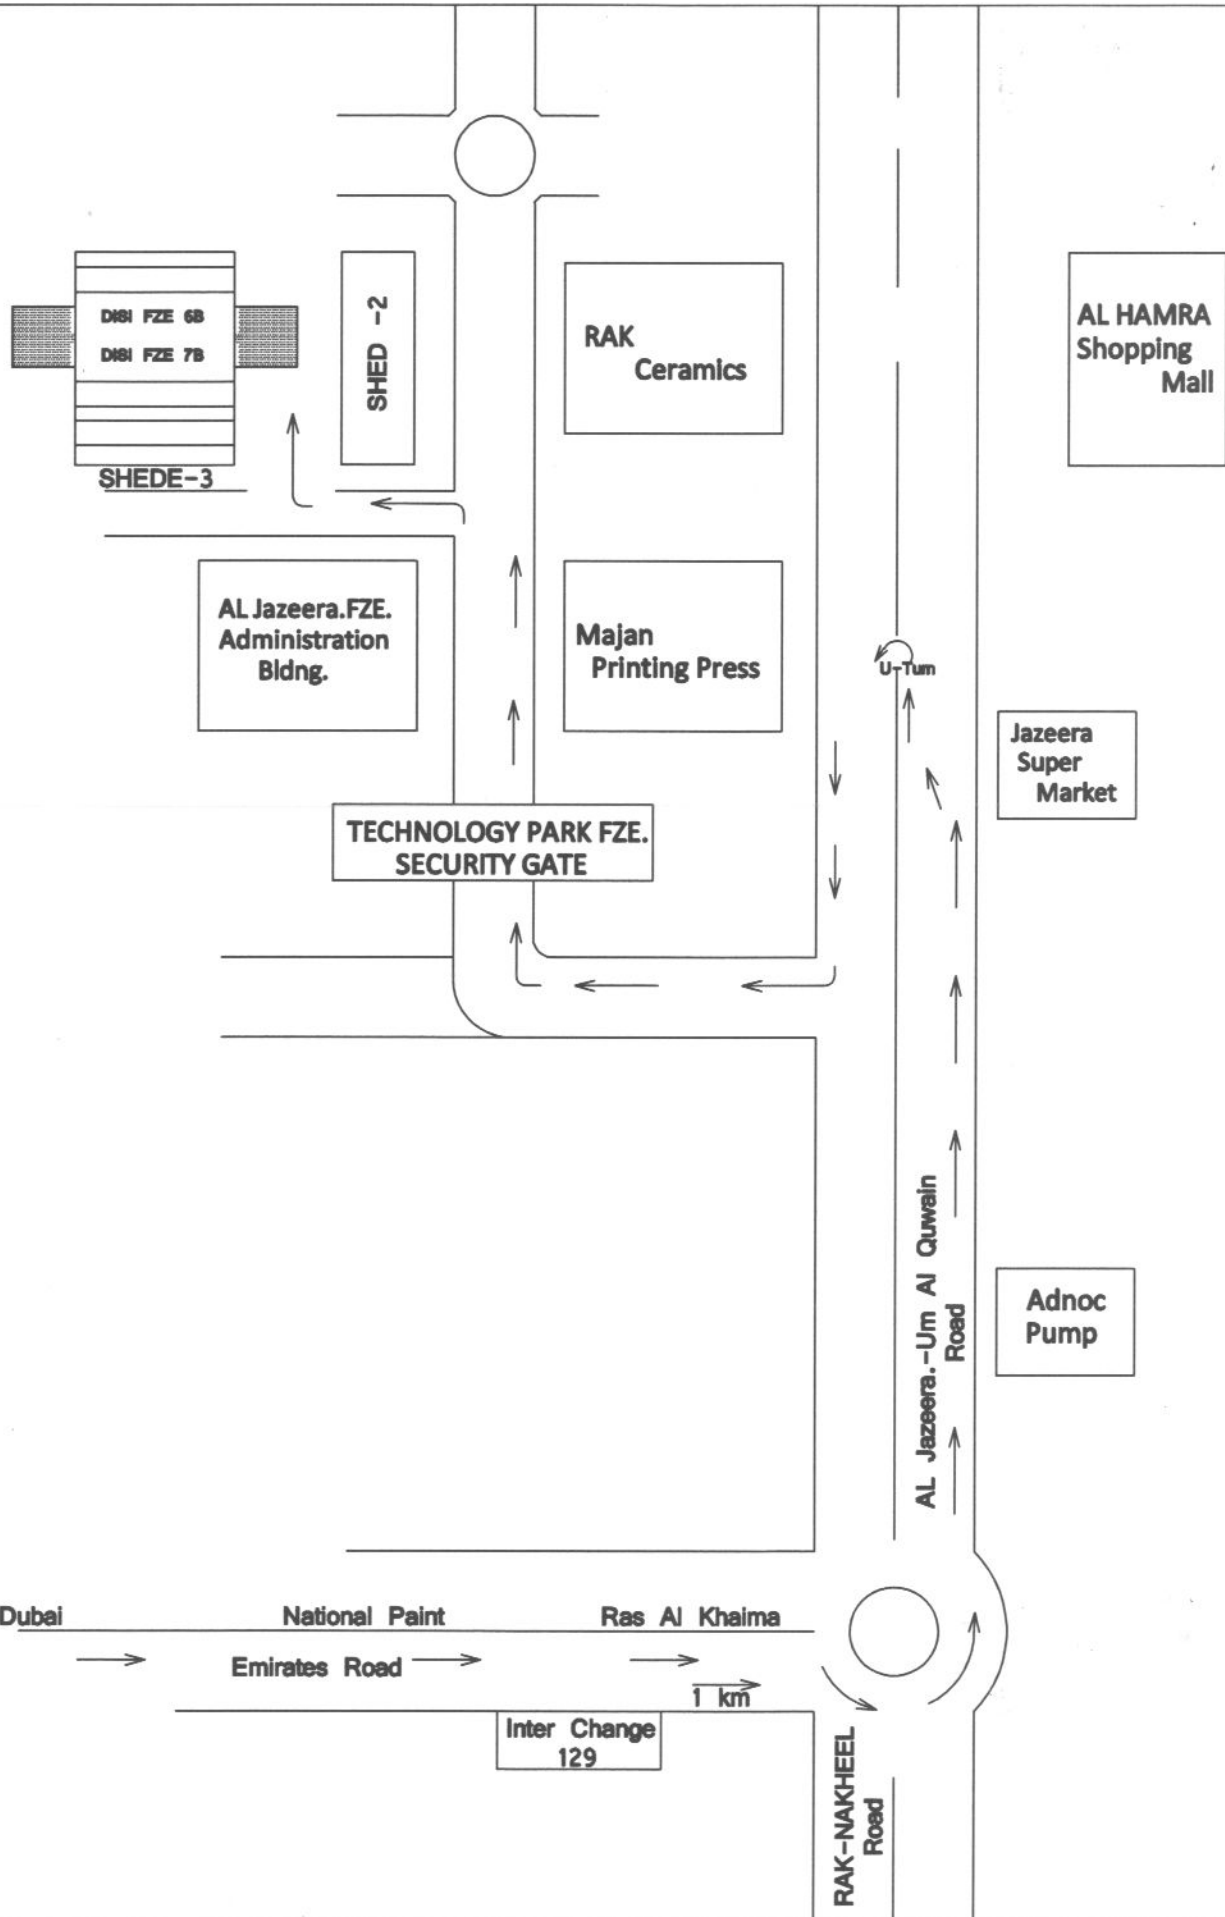 DISI FZE 6B
DISI FZE 7B
SHEDE-3
SHED -2
RAK
Ceramics
AL HAMRA
Shopping
Mall
AL Jazeera.FZE.
Administration
Bldng.
Majan
Printing Press
U-Turn
Jazeera
Super
Market
TECHNOLOGY PARK FZE.
SECURITY GATE
AL Jazeera.-Um Al Quwain
Road
Adnoc
Pump
Dubai
National Paint
Ras Al Khaima
Emirates Road
1 km
Inter Change
129
RAK-NAKHEEL
Road